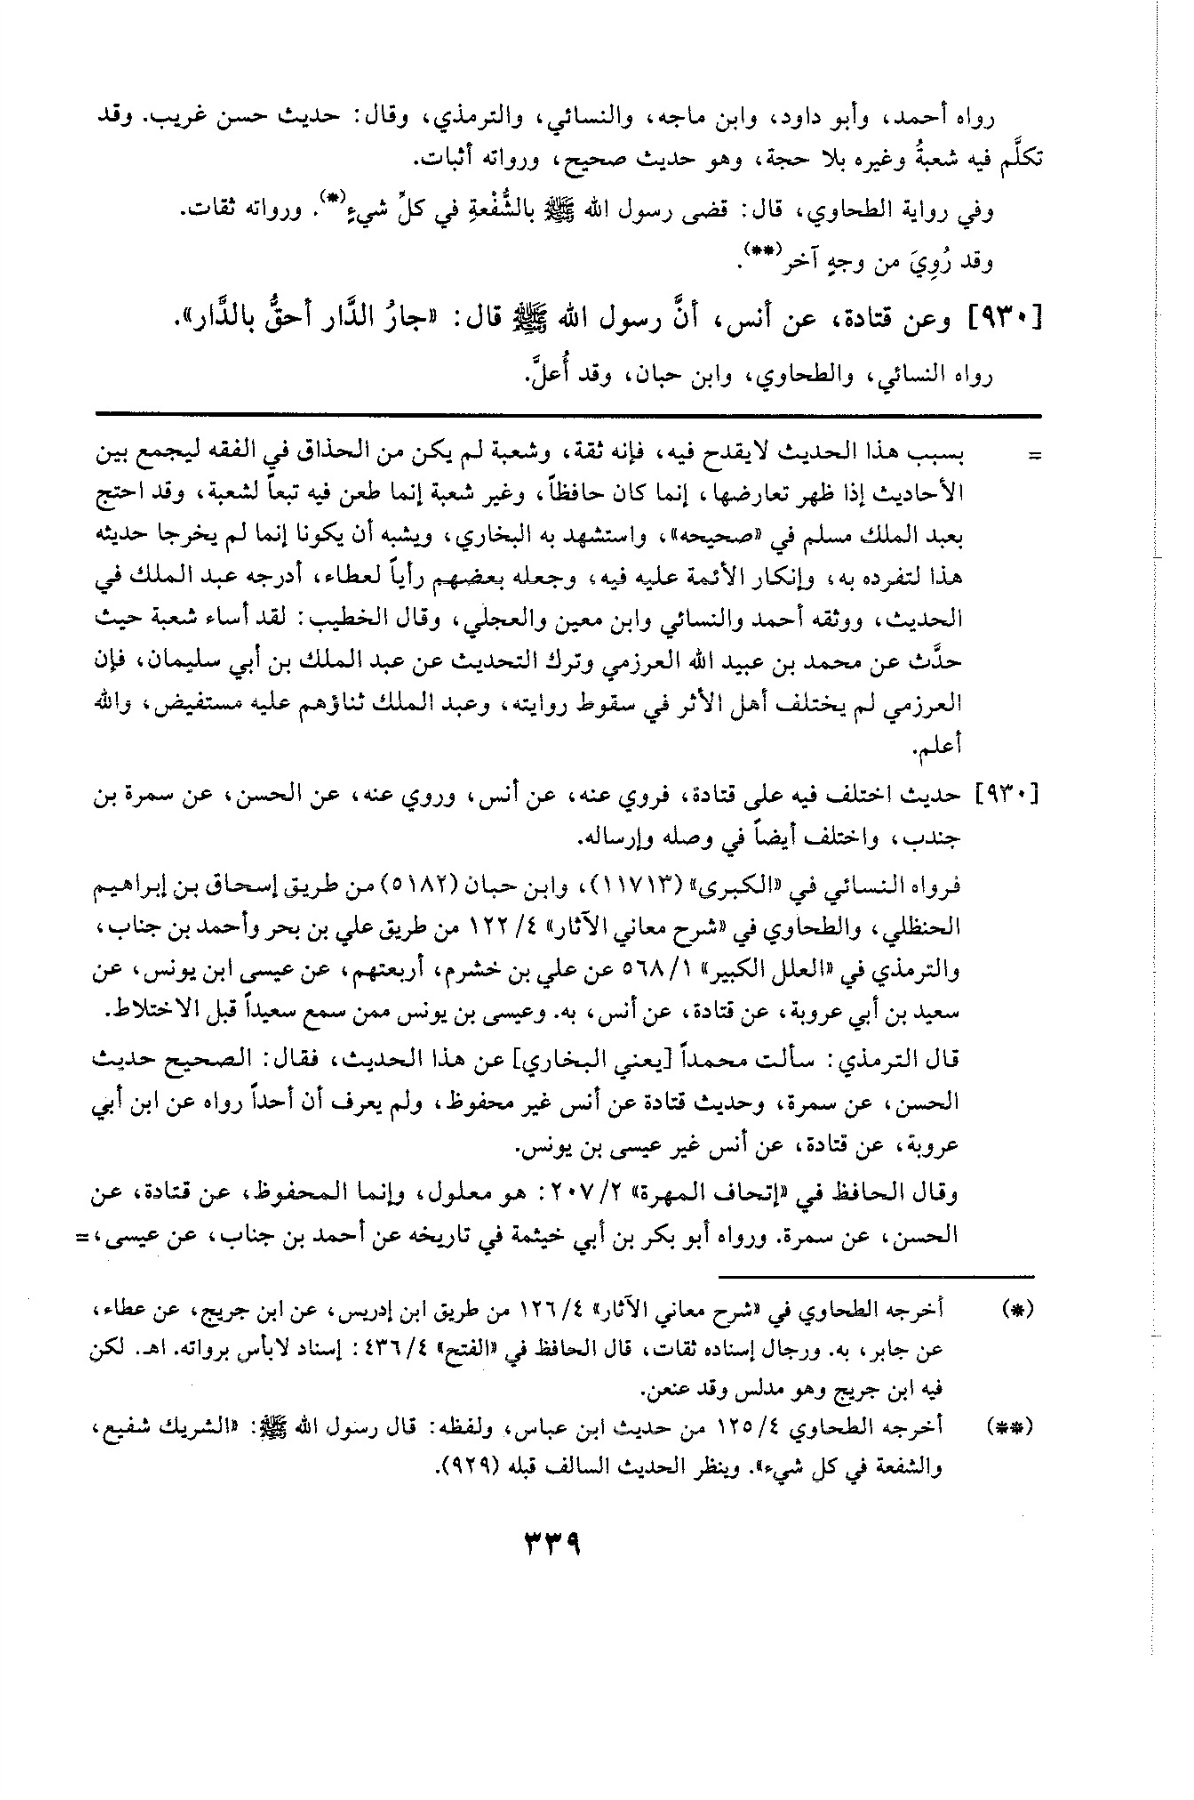 رواه أحمد، وأبو داود، وابن ماجه، والنسائي، والترمذي، وقال: حديث حسن غريب. وقد
تكلَّم فيه شعبةُ وغيره بلا حجة، وهو حديث صحيح، ورواته أثبات.
وفي رواية الطحاوي، قال: قضى رسول الله ﷺ بالشُّفْعةِ في كلِّ شيءٍ(*). ورواته ثقات.
وقد رُوِيَ من وجهٍ آخر(**).
[٩٣٠] وعن قتادة، عن أنس، أنَّ رسول الله ﷺ قال: «جارُ الدَّار أحقُّ بالدَّار».
رواه النسائي، والطحاوي، وابن حبان، وقد أُعلَّ.
= بسبب هذا الحديث لايقدح فيه، فإنه ثقة، وشعبة لم يكن من الحذاق في الفقه ليجمع بين
الأحاديث إذا ظهر تعارضها، إنما كان حافظاً، وغير شعبة إنما طعن فيه تبعاً لشعبة، وقد احتج
بعبد الملك مسلم في «صحيحه»، واستشهد به البخاري، ويشبه أن يكونا إنما لم يخرجا حديثه
هذا لتفرده به، وإنكار الأئمة عليه فيه، وجعله بعضهم رأياً لعطاء، أدرجه عبد الملك في
الحديث، ووثقه أحمد والنسائي وابن معين والعجلي، وقال الخطيب: لقد أساء شعبة حيث
حدَّث عن محمد بن عبيد الله العرزمي وترك التحديث عن عبد الملك بن أبي سليمان، فإن
العرزمي لم يختلف أهل الأثر في سقوط روايته، وعبد الملك ثناؤهم عليه مستفيض، والله
أعلم.
[٩٣٠] حديث اختلف فيه على قتادة، فروي عنه، عن أنس، وروي عنه، عن الحسن، عن سمرة بن
جندب، واختلف أيضاً في وصله وإرساله.
فرواه النسائي في «الكبرى» (١١٧١٣)، وابن حبان (٥١٨٢) من طريق إسحاق بن إبراهيم
الحنظلي، والطحاوي في «شرح معاني الآثار» ٤/ ١٢٢ من طريق علي بن بحر وأحمد بن جناب،
والترمذي في «العلل الكبير» ٥٦٨/١ عن علي بن خشرم، أربعتهم، عن عيسى ابن يونس، عن
سعيد بن أبي عروبة، عن قتادة، عن أنس، به. وعيسى بن يونس ممن سمع سعيداً قبل الاختلاط.
قال الترمذي: سألت محمداً [يعني البخاري] عن هذا الحديث، فقال: الصحيح حديث
الحسن، عن سمرة، وحديث قتادة عن أنس غير محفوظ، ولم يعرف أن أحداً رواه عن ابن أبي
عروبة، عن قتادة، عن أنس غير عيسى بن يونس.
وقال الحافظ في «إتحاف المهرة» ٢٠٧/٢: هو معلول، وإنما المحفوظ، عن قتادة، عن
الحسن، عن سمرة. ورواه أبو بكر بن أبي خيثمة في تاريخه عن أحمد بن جناب، عن عيسى،=
(*) أخرجه الطحاوي في «شرح معاني الآثار» ٤/ ١٢٦ من طريق ابن إدريس، عن ابن جريج، عن عطاء،
عن جابر، به. ورجال إسناده ثقات، قال الحافظ في «الفتح» ٤/ ٤٣٦: إسناد لابأس برواته. اهـ. لكن
فيه ابن جريج وهو مدلس وقد عنعن.
(**) أخرجه الطحاوي ٤/ ١٢٥ من حديث ابن عباس، ولفظه: قال رسول الله ﷺ: «الشريك شفيع،
والشفعة في كل شيء». وينظر الحديث السالف قبله (٩٢٩).
٣٣٩